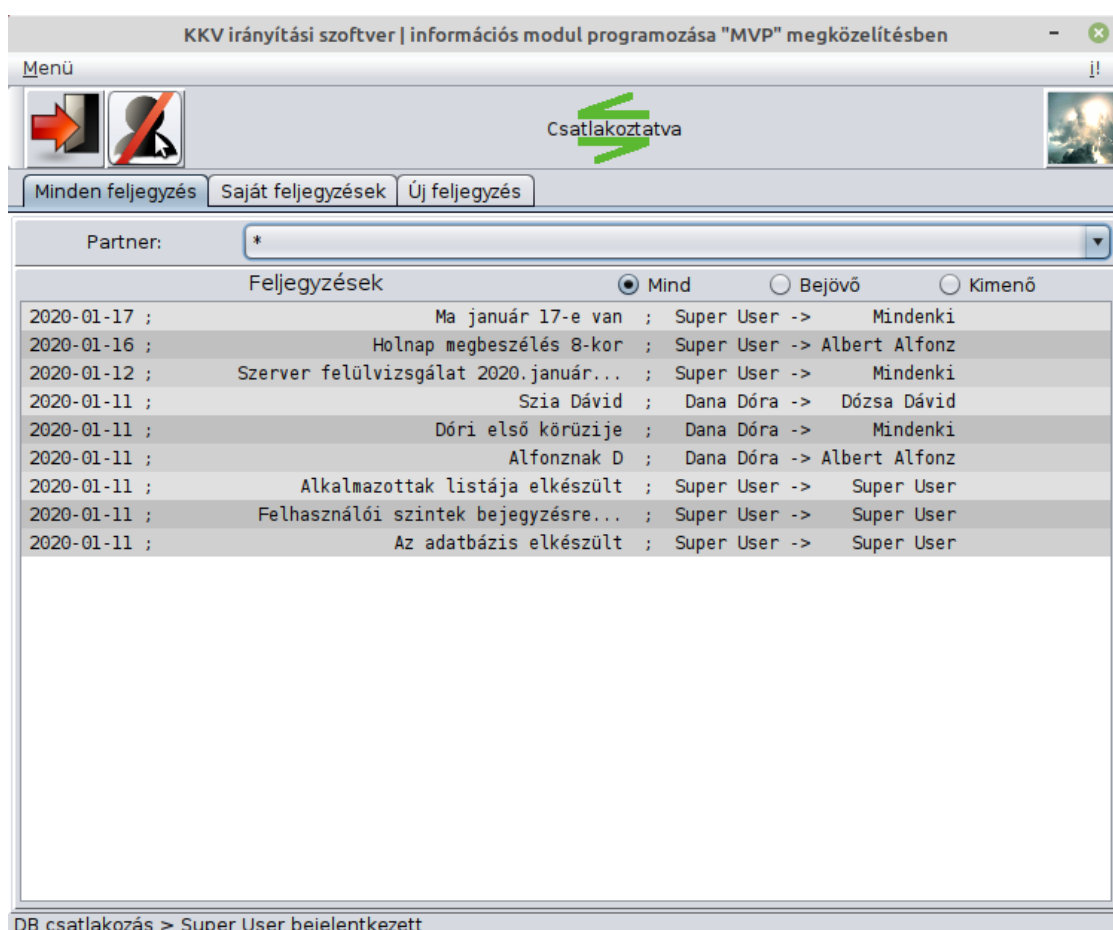 KKV irányítási szoftver | információs modul programozása "MVP" megközelítésben
Menü i!
Csatlakoztatva
Minden feljegyzés Saját feljegyzések Új feljegyzés
Partner: *
Feljegyzések Mind Bejövő Kimenő
2020-01-17 ; Ma január 17-e van ; Super User -> Mindenki
2020-01-16 ; Holnap megbeszélés 8-kor ; Super User -> Albert Alfonz
2020-01-12 ; Szerver felülvizsgálat 2020.január... ; Super User -> Mindenki
2020-01-11 ; Szia Dávid ; Dana Dóra -> Dózsa Dávid
2020-01-11 ; Dóri első körüzije ; Dana Dóra -> Mindenki
2020-01-11 ; Alfonznak D ; Dana Dóra -> Albert Alfonz
2020-01-11 ; Alkalmazottak listája elkészült ; Super User -> Super User
2020-01-11 ; Felhasználói szintek bejegyzésre... ; Super User -> Super User
2020-01-11 ; Az adatbázis elkészült ; Super User -> Super User
DB csatlakozás > Super User bejelentkezett